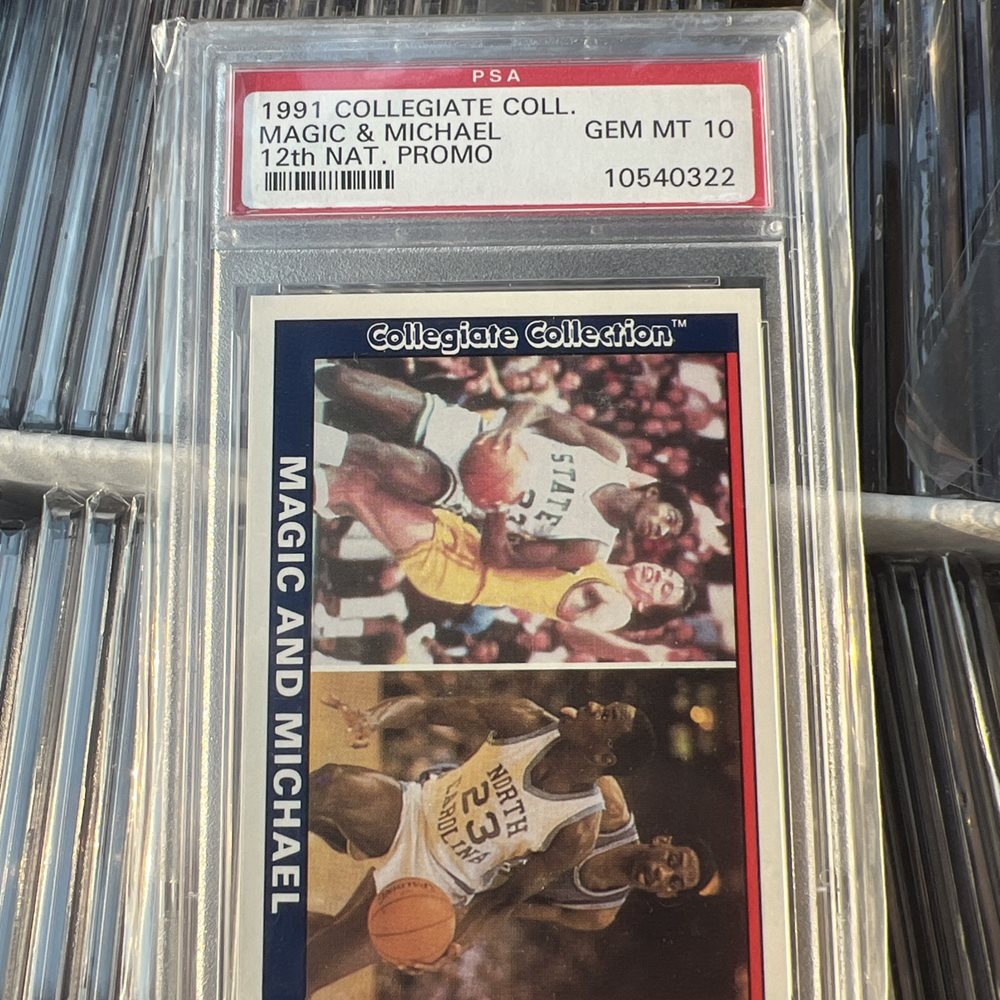 PSA
1991 COLLEGIATE COLL.
MAGIC & MICHAEL GEM MT 10
12th NAT. PROMO
10540322
Collegiate Collection™
MAGIC AND MICHAEL
STATE
NORTH
23
CAROLINA
SPALDING